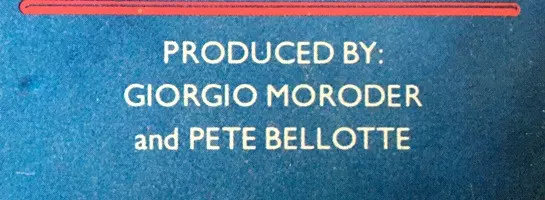 PRODUCED BY:
GIORGIO MORODER
and PETE BELLOTTE